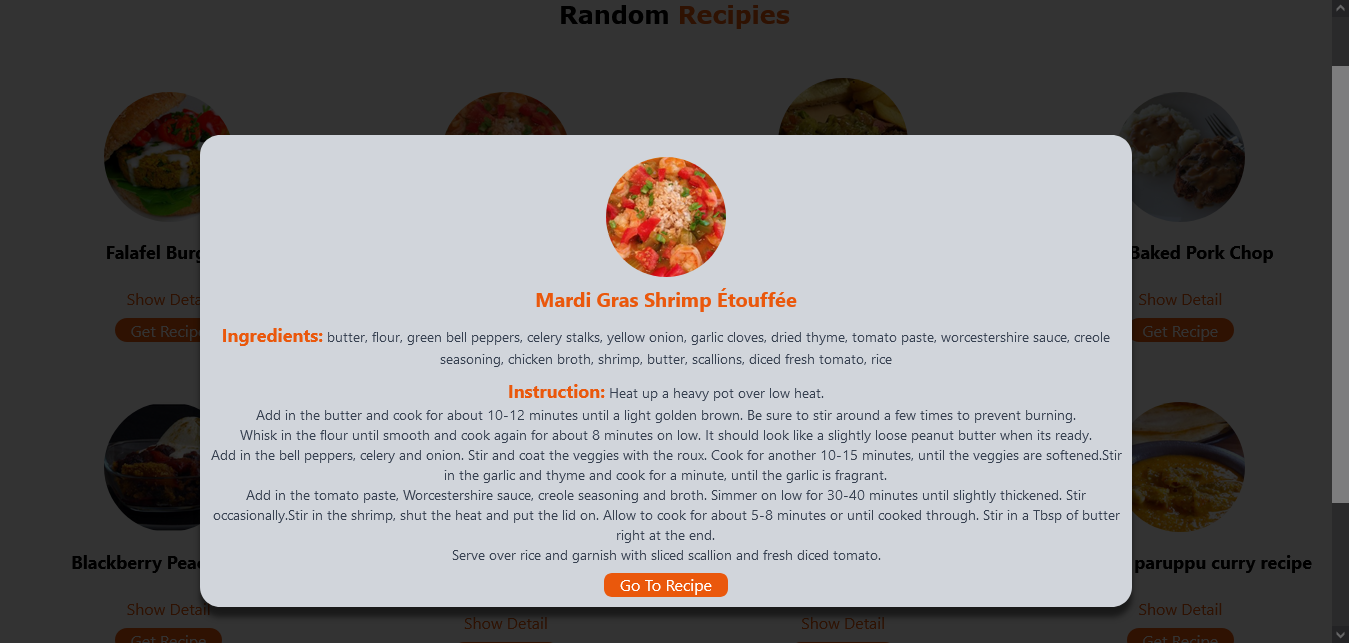 Random Recipies
Mardi Gras Shrimp Étouffée
Ingredients: butter, flour, green bell peppers, celery stalks, yellow onion, garlic cloves, dried thyme, tomato paste, worcestershire sauce, creole
seasoning, chicken broth, shrimp, butter, scallions, diced fresh tomato, rice
Instruction: Heat up a heavy pot over low heat.
Add in the butter and cook for about 10-12 minutes until a light golden brown. Be sure to stir around a few times to prevent burning.
Whisk in the flour until smooth and cook again for about 8 minutes on low. It should look like a slightly loose peanut butter when its ready.
Add in the bell peppers, celery and onion. Stir and coat the veggies with the roux. Cook for another 10-15 minutes, until the veggies are softened.Stir
in the garlic and thyme and cook for a minute, until the garlic is fragrant.
Add in the tomato paste, Worcestershire sauce, creole seasoning and broth. Simmer on low for 30-40 minutes until slightly thickened. Stir
occasionally.Stir in the shrimp, shut the heat and put the lid on. Allow to cook for about 5-8 minutes or until cooked through. Stir in a Tbsp of butter
right at the end.
Serve over rice and garnish with sliced scallion and fresh diced tomato.
Go To Recipe
Falafel Burg
Show Deta
Get Recipe
Baked Pork Chop
Show Detail
Get Recipe
Blackberry Pea
Show Detail
Get Recipe
Show Detail
Show Detail
paruppu curry recipe
Show Detail
Get Recipe